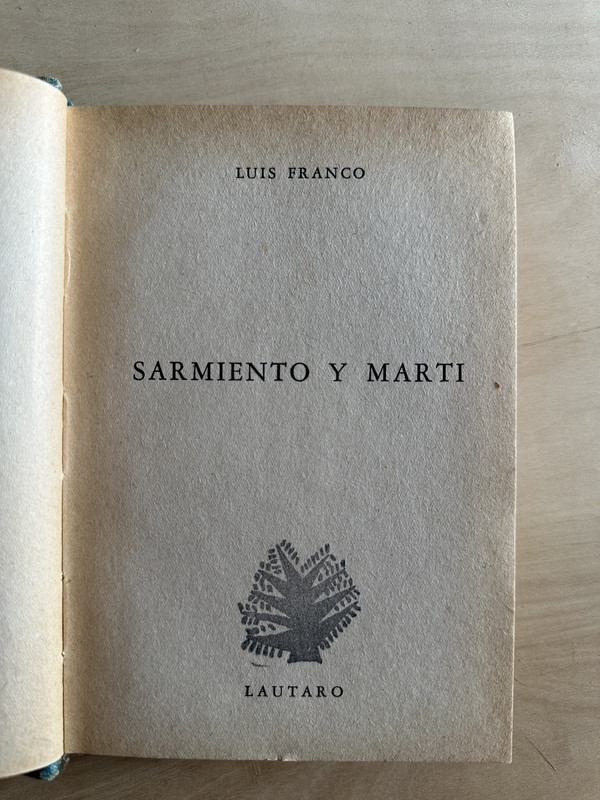 LUIS FRANCO
SARMIENTO Y MARTI
LAUTARO